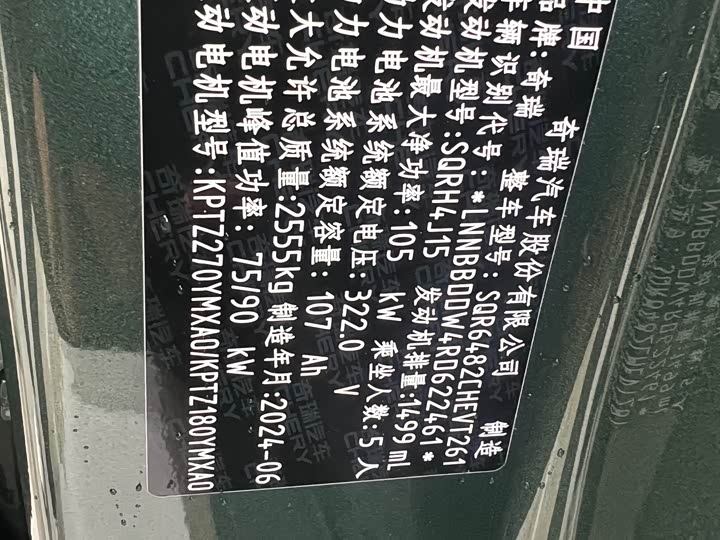 中国 奇瑞汽车股份有限公司 制造
品牌:奇瑞 整车型号:SQR6482CHEVT261
车辆识别代号:*LNNBBDDW4RD622461*
发动机型号:SQRH4J15 发动机排量:1499 ml
发动机最大净功率:105 kW 乘坐人数:5人
力电池系统额定电压:322.0 V
力电池系统额定容量:107 Ah
大允许总质量:2555kg 制造年月:2024-06
动电机峰值功率:75/90 kW
动电机型号:KPTZ270YMXA0/KPTZ180YMXA0